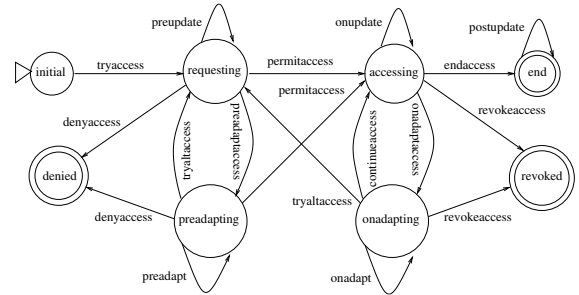 preupdate
onupdate
postupdate
initial
tryaccess
requesting
permitaccess
accessing
endaccess
end
permitaccess
denyaccess
tryaltaccess
preadaptaccess
continueaccess
onadaptaccess
revokeaccess
denied
revoked
tryaltaccess
denyaccess
preadapting
onadapting
revokeaccess
preadapt
onadapt